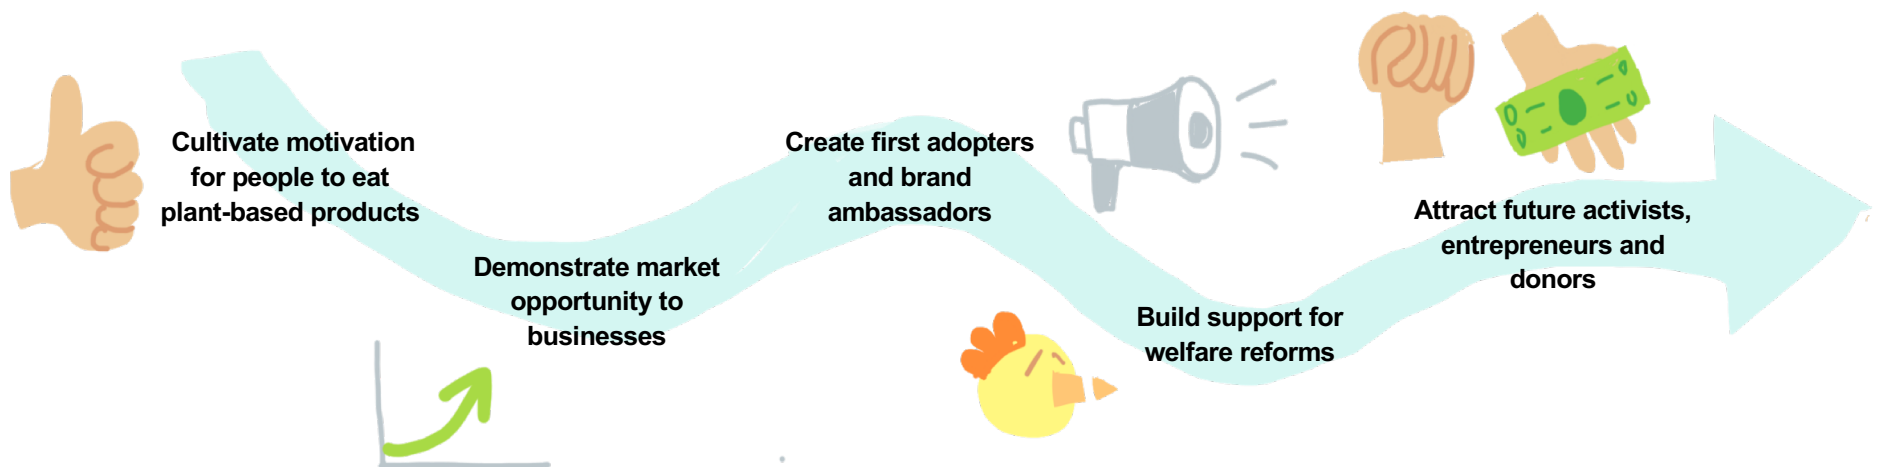 Cultivate motivation
for people to eat
plant-based products
Demonstrate market
opportunity to
businesses
Create first adopters
and brand
ambassadors
Build support for
welfare reforms
Attract future activists,
entrepreneurs and
donors